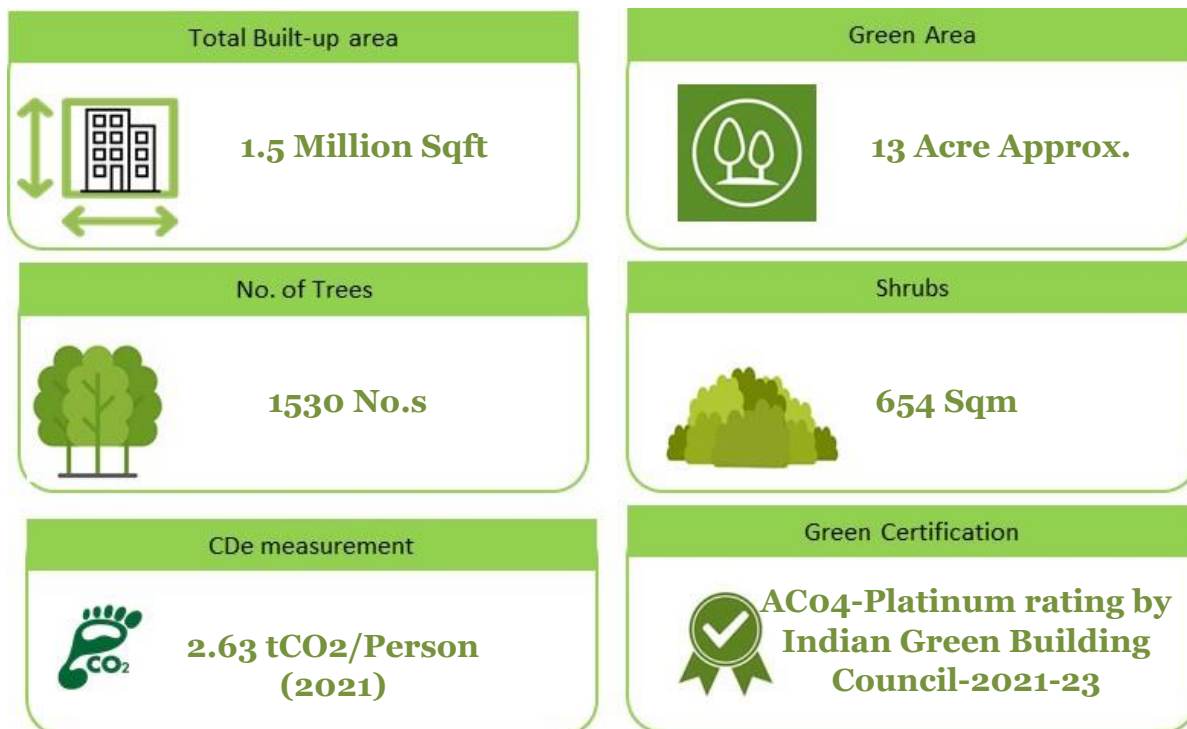 Total Built-up area
1.5 Million Sqft
Green Area
13 Acre Approx.
No. of Trees
1530 No.s
Shrubs
654 Sqm
CDe measurement
CO2
2.63 tCO2/Person
(2021)
Green Certification
AC04-Platinum rating by
Indian Green Building
Council-2021-23